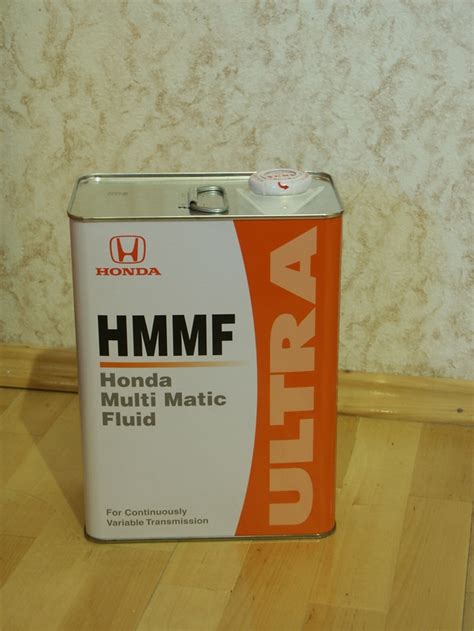 HONDA
HMMF
Honda
Multi Matic
Fluid
For Continuously
Variable Transmission
ULTRA